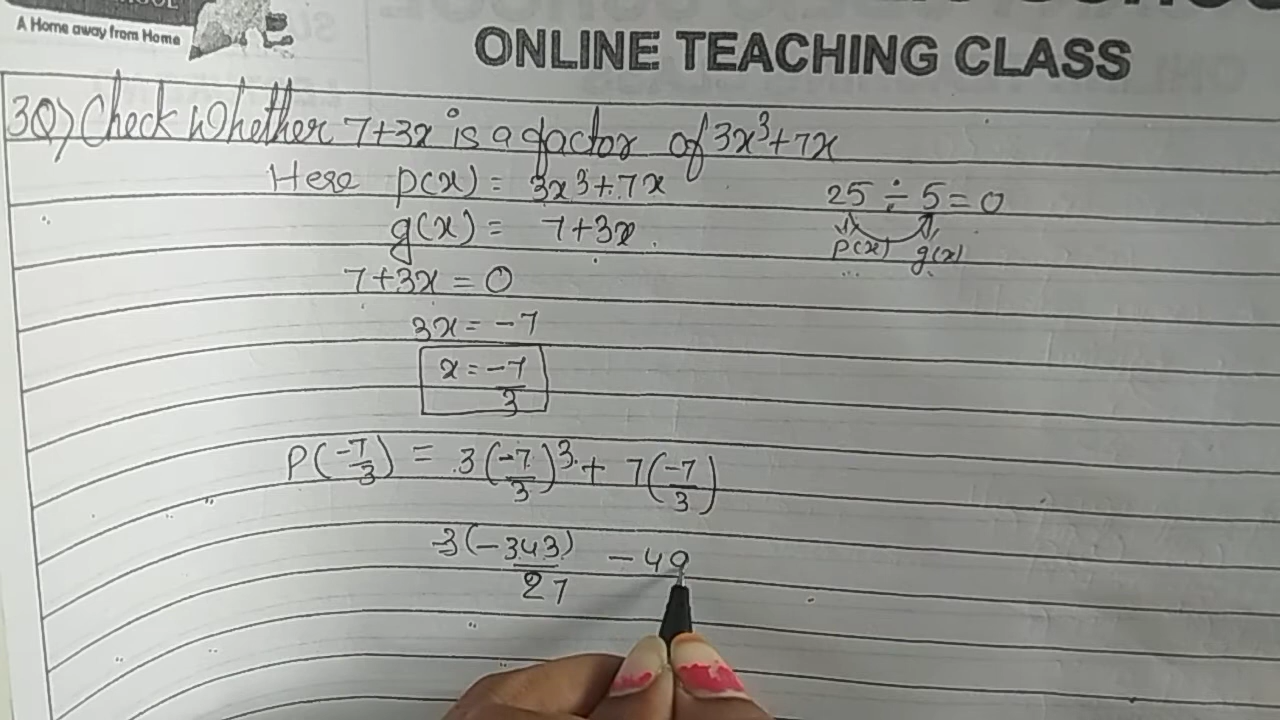 A Home away from Home
ONLINE TEACHING CLASS
3Q) Check Whether 7+3x is a factor of 3x³+7x
Here p(x) = 3x³+7x
25 ÷ 5 = 0
g(x) = 7+3x.
p(x) g(x)
7+3x = 0
3x = -7
x = -7/3
P(-7/3) = 3(-7/3)³ + 7(-7/3)
3(-343)/27 - 49